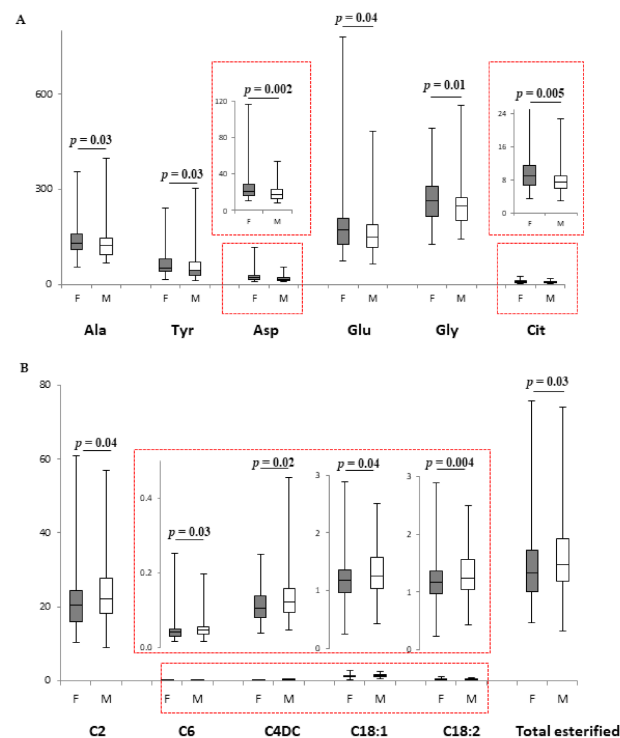 A
p = 0.04
p = 0.002
p = 0.01
p = 0.005
600
120
24
p = 0.03
80
16
p = 0.03
300
40
8
0
0
F M
F M
0
F M F M F M F M F M F M
Ala Tyr Asp Glu Gly Cit
B
80
p = 0.03
p = 0.04
p = 0.02
p = 0.04
p = 0.004
60
3
3
0.4
p = 0.03
40
2
2
0.2
1
1
20
0.0
0
0
0
F M F M F M F M F M F M
C2 C6 C4DC C18:1 C18:2 Total esterified